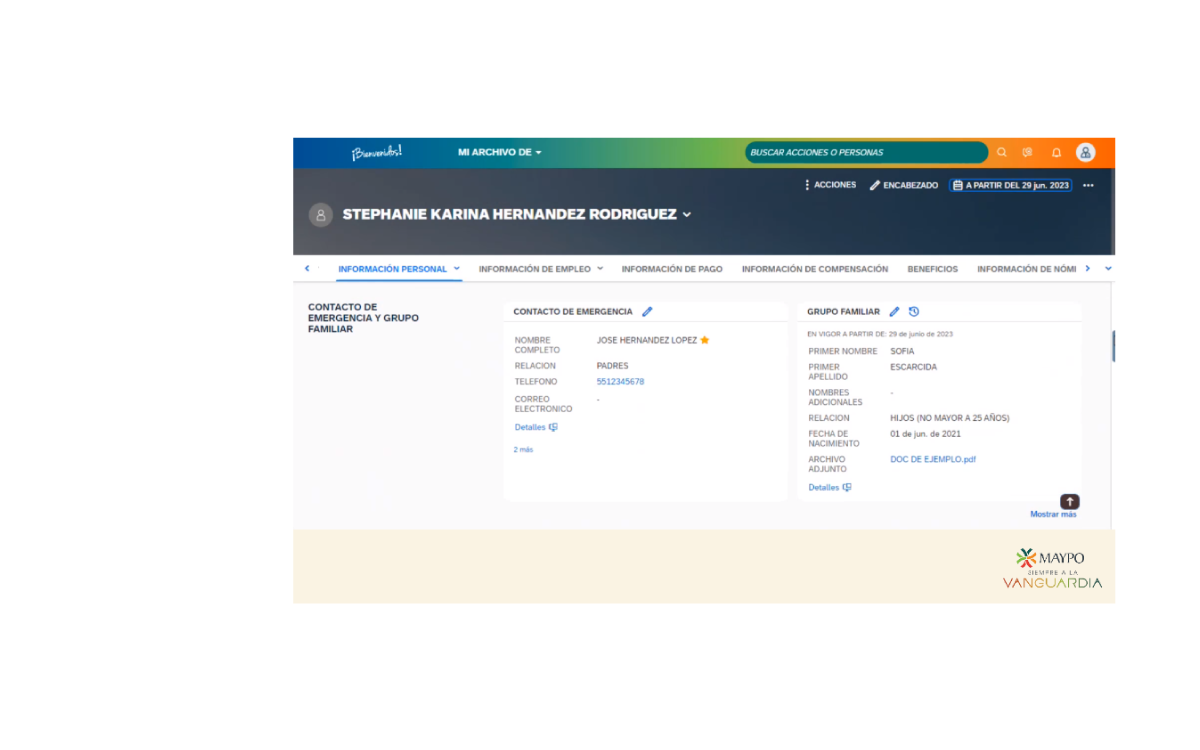 ¡Bienvenidos!
MI ARCHIVO DE
BUSCAR ACCIONES O PERSONAS
ACCIONES
ENCABEZADO
A PARTIR DEL 29 jun. 2023
STEPHANIE KARINA HERNANDEZ RODRIGUEZ
INFORMACIÓN PERSONAL
INFORMACIÓN DE EMPLEO
INFORMACIÓN DE PAGO
INFORMACIÓN DE COMPENSACIÓN
BENEFICIOS
INFORMACIÓN DE NÓMI
CONTACTO DE
EMERGENCIA Y GRUPO
FAMILIAR
CONTACTO DE EMERGENCIA
NOMBRE
COMPLETO
JOSE HERNANDEZ LOPEZ
RELACION
PADRES
TELEFONO
5512345678
CORREO
ELECTRONICO
-
Detalles
2 más
GRUPO FAMILIAR
EN VIGOR A PARTIR DE: 29 de junio de 2023
PRIMER NOMBRE
SOFIA
PRIMER
APELLIDO
ESCARCIDA
NOMBRES
ADICIONALES
-
RELACION
HIJOS (NO MAYOR A 25 AÑOS)
FECHA DE
NACIMIENTO
01 de jun. de 2021
ARCHIVO
ADJUNTO
DOC DE EJEMPLO.pdf
Detalles
Mostrar más
MAYPO
SIEMPRE A LA
VANGUARDIA